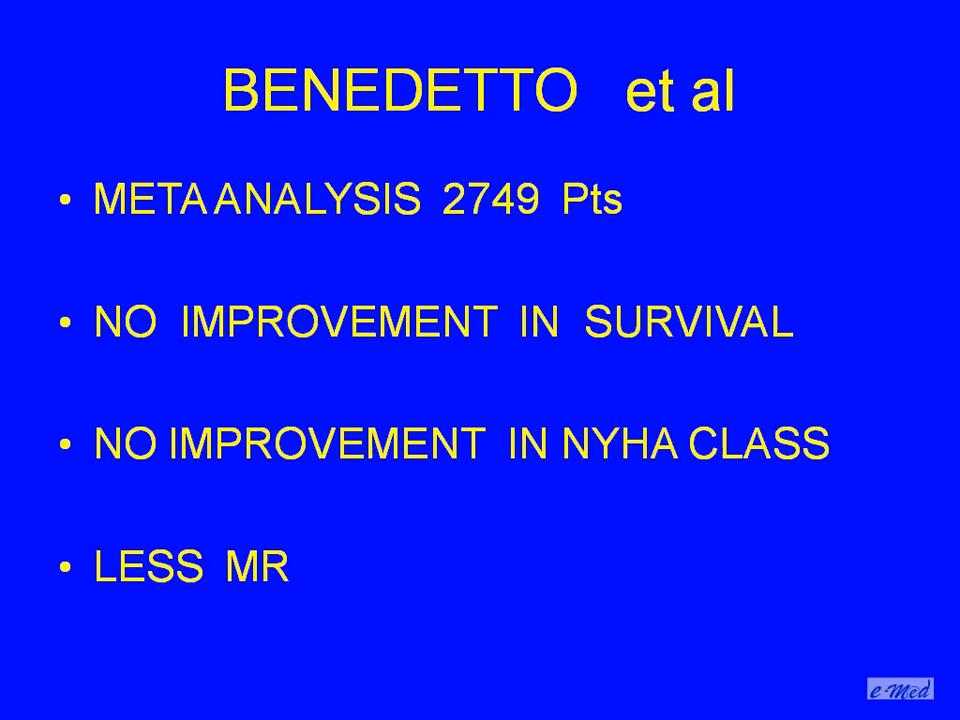 BENEDETTO et al
• META ANALYSIS 2749 Pts
• NO IMPROVEMENT IN SURVIVAL
• NO IMPROVEMENT IN NYHA CLASS
• LESS MR
e-Med